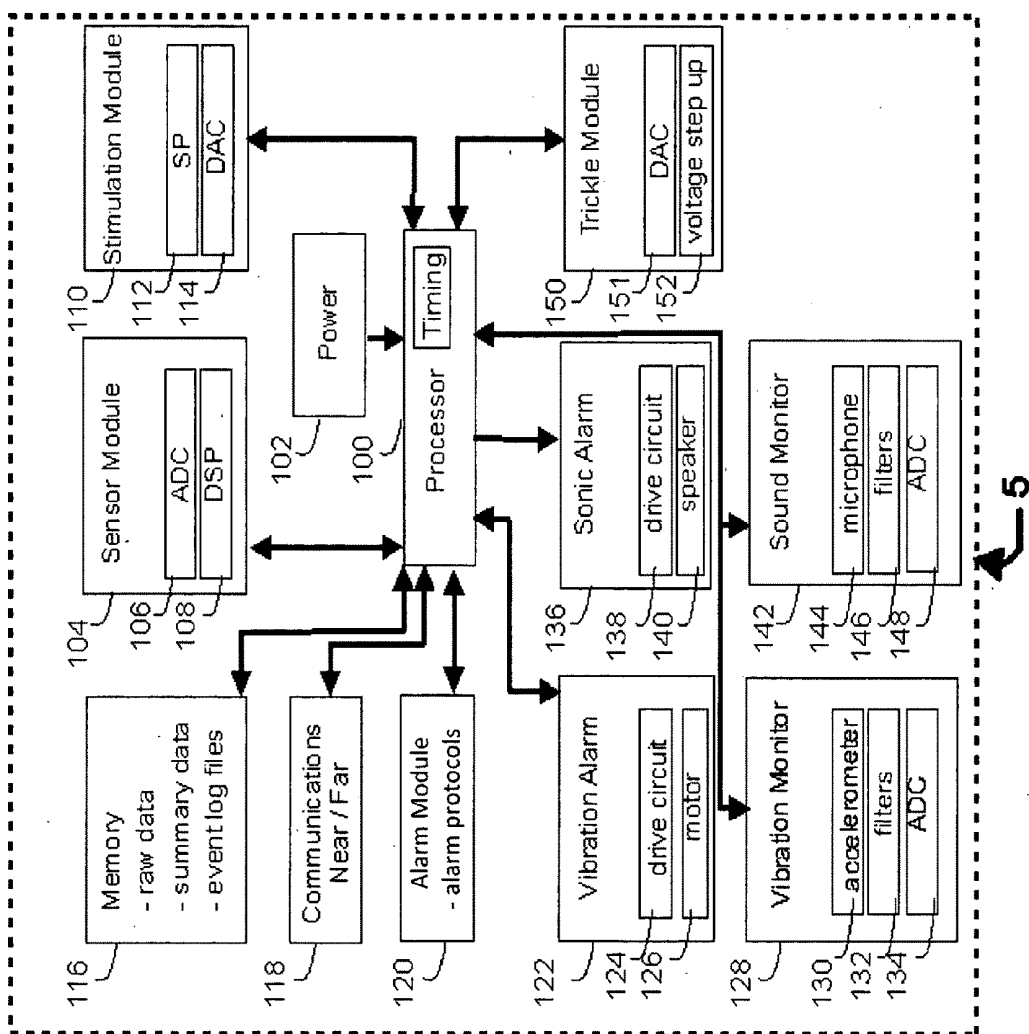 116
Memory
- raw data
- summary data
- event log files
118
Communications
Near / Far
120
Alarm Module
- alarm protocols
104
Sensor Module
106
ADC
108
DSP
102
Power
100
Processor
Timing
110
Stimulation Module
112
SP
114
DAC
122
Vibration Alarm
124
drive circuit
126
motor
136
Sonic Alarm
138
drive circuit
140
speaker
150
Trickle Module
151
DAC
152
voltage step up
128
Vibration Monitor
130
accelerometer
132
filters
134
ADC
142
Sound Monitor
144
microphone
146
filters
148
ADC
5